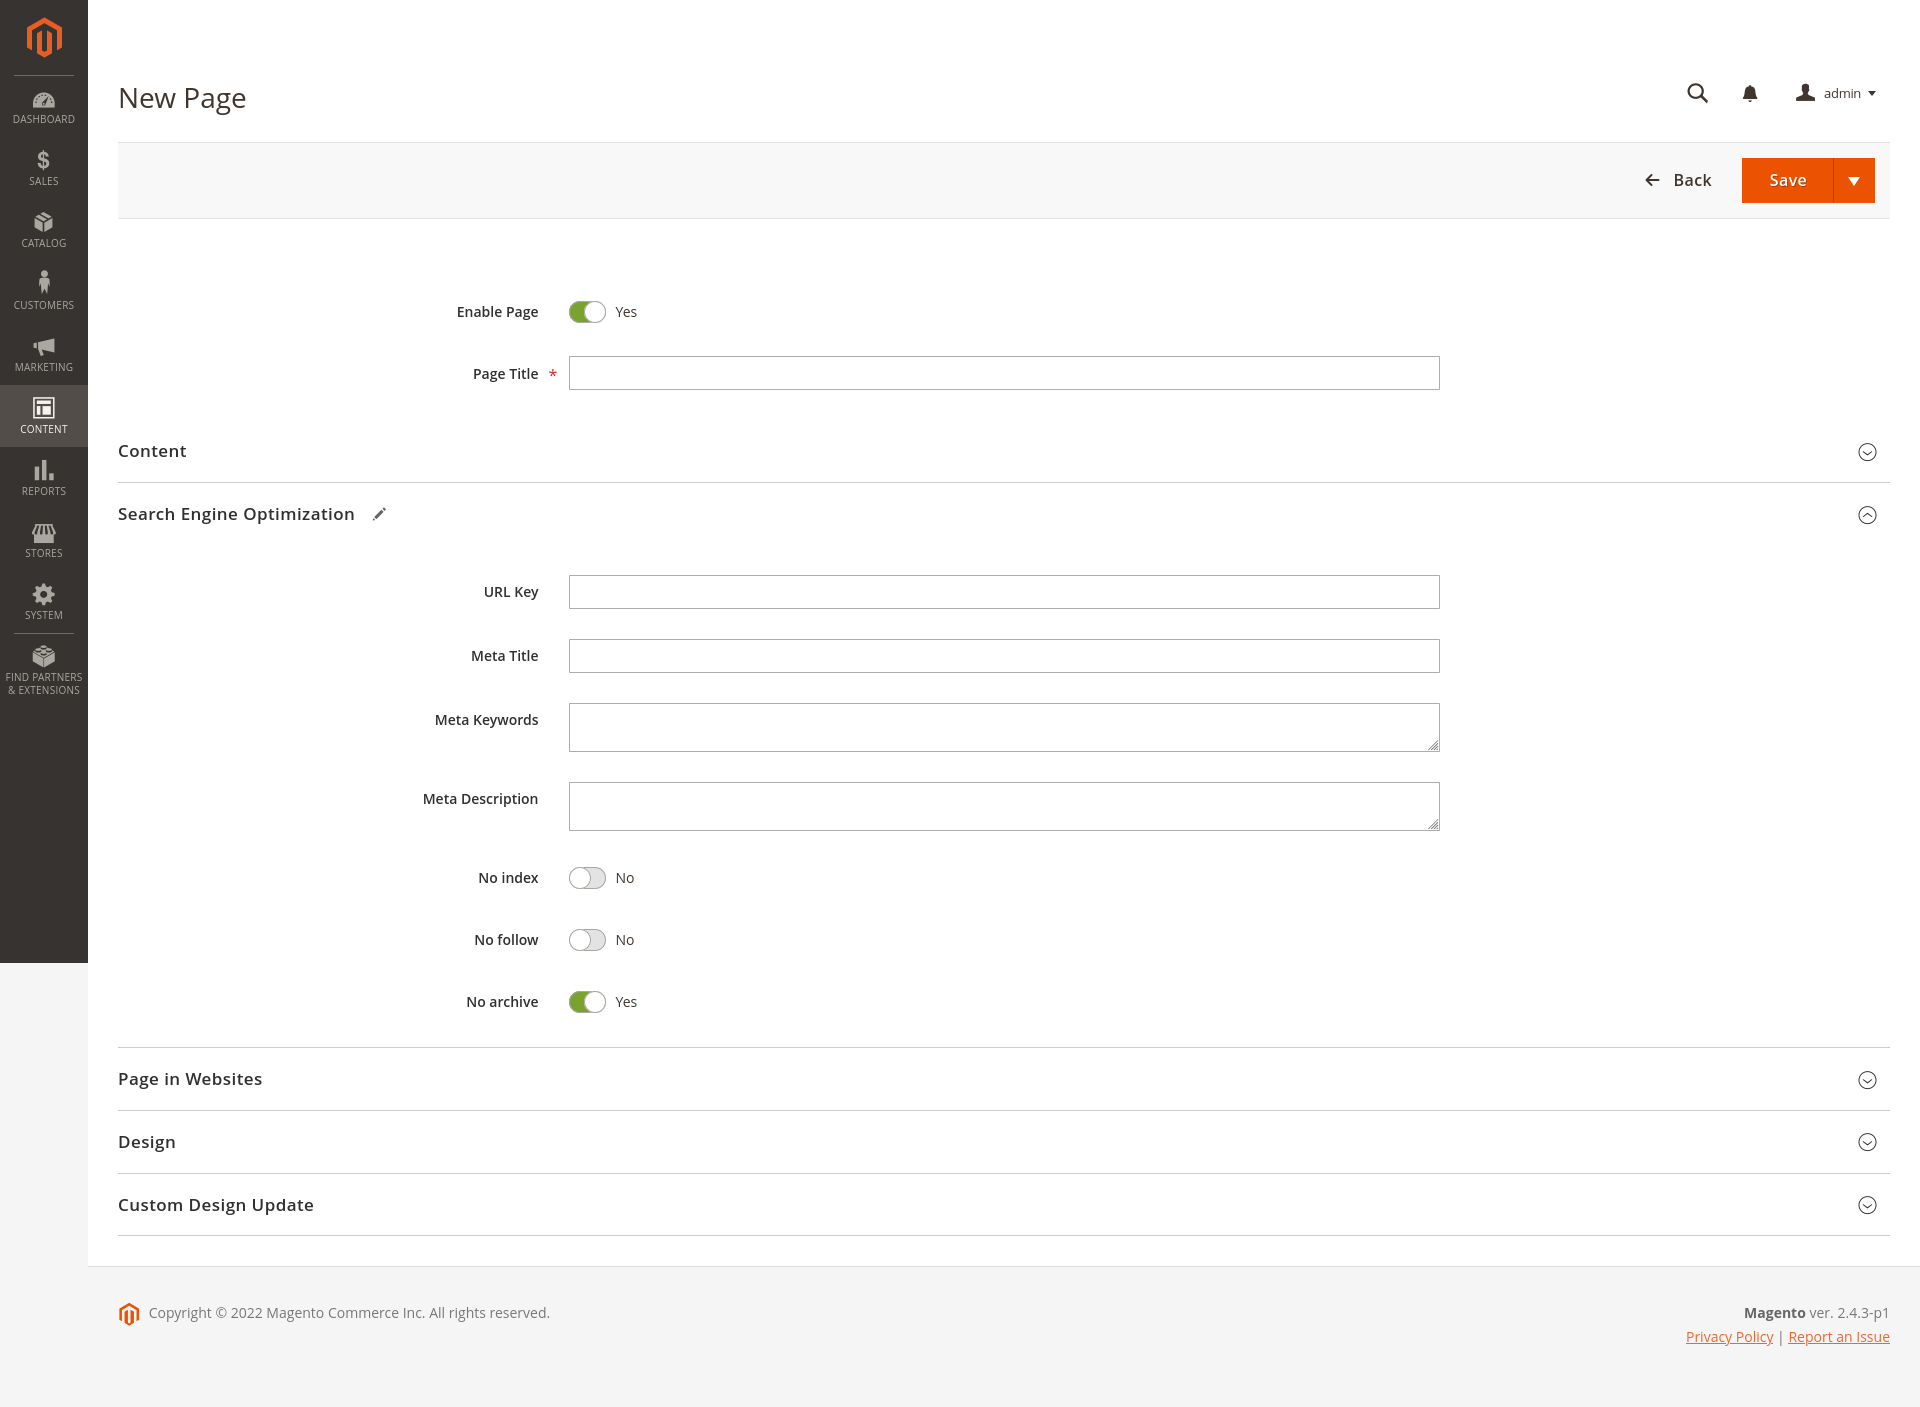 DASHBOARD
SALES
CATALOG
CUSTOMERS
MARKETING
CONTENT
REPORTS
STORES
SYSTEM
FIND PARTNERS
& EXTENSIONS
New Page
admin
Back
Save
Enable Page Yes
Page Title *
Content
Search Engine Optimization
URL Key
Meta Title
Meta Keywords
Meta Description
No index No
No follow No
No archive Yes
Page in Websites
Design
Custom Design Update
Copyright © 2022 Magento Commerce Inc. All rights reserved.
Magento ver. 2.4.3-p1
Privacy Policy | Report an Issue